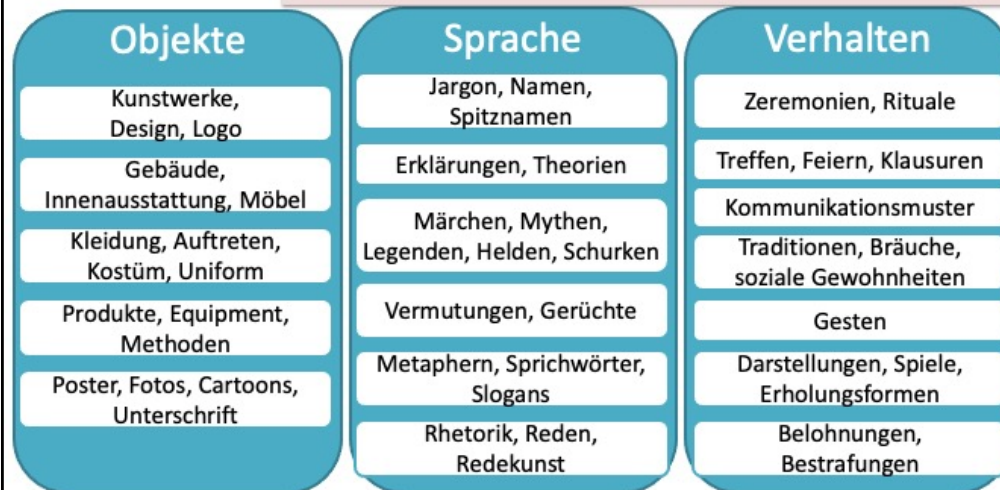 Objekte
Kunstwerke,
Design, Logo
Gebäude,
Innenausstattung, Möbel
Kleidung, Auftreten,
Kostüm, Uniform
Produkte, Equipment,
Methoden
Poster, Fotos, Cartoons,
Unterschrift
Sprache
Jargon, Namen,
Spitznamen
Erklärungen, Theorien
Märchen, Mythen,
Legenden, Helden, Schurken
Vermutungen, Gerüchte
Metaphern, Sprichwörter,
Slogans
Rhetorik, Reden,
Redekunst
Verhalten
Zeremonien, Rituale
Treffen, Feiern, Klausuren
Kommunikationsmuster
Traditionen, Bräuche,
soziale Gewohnheiten
Gesten
Darstellungen, Spiele,
Erholungsformen
Belohnungen,
Bestrafungen